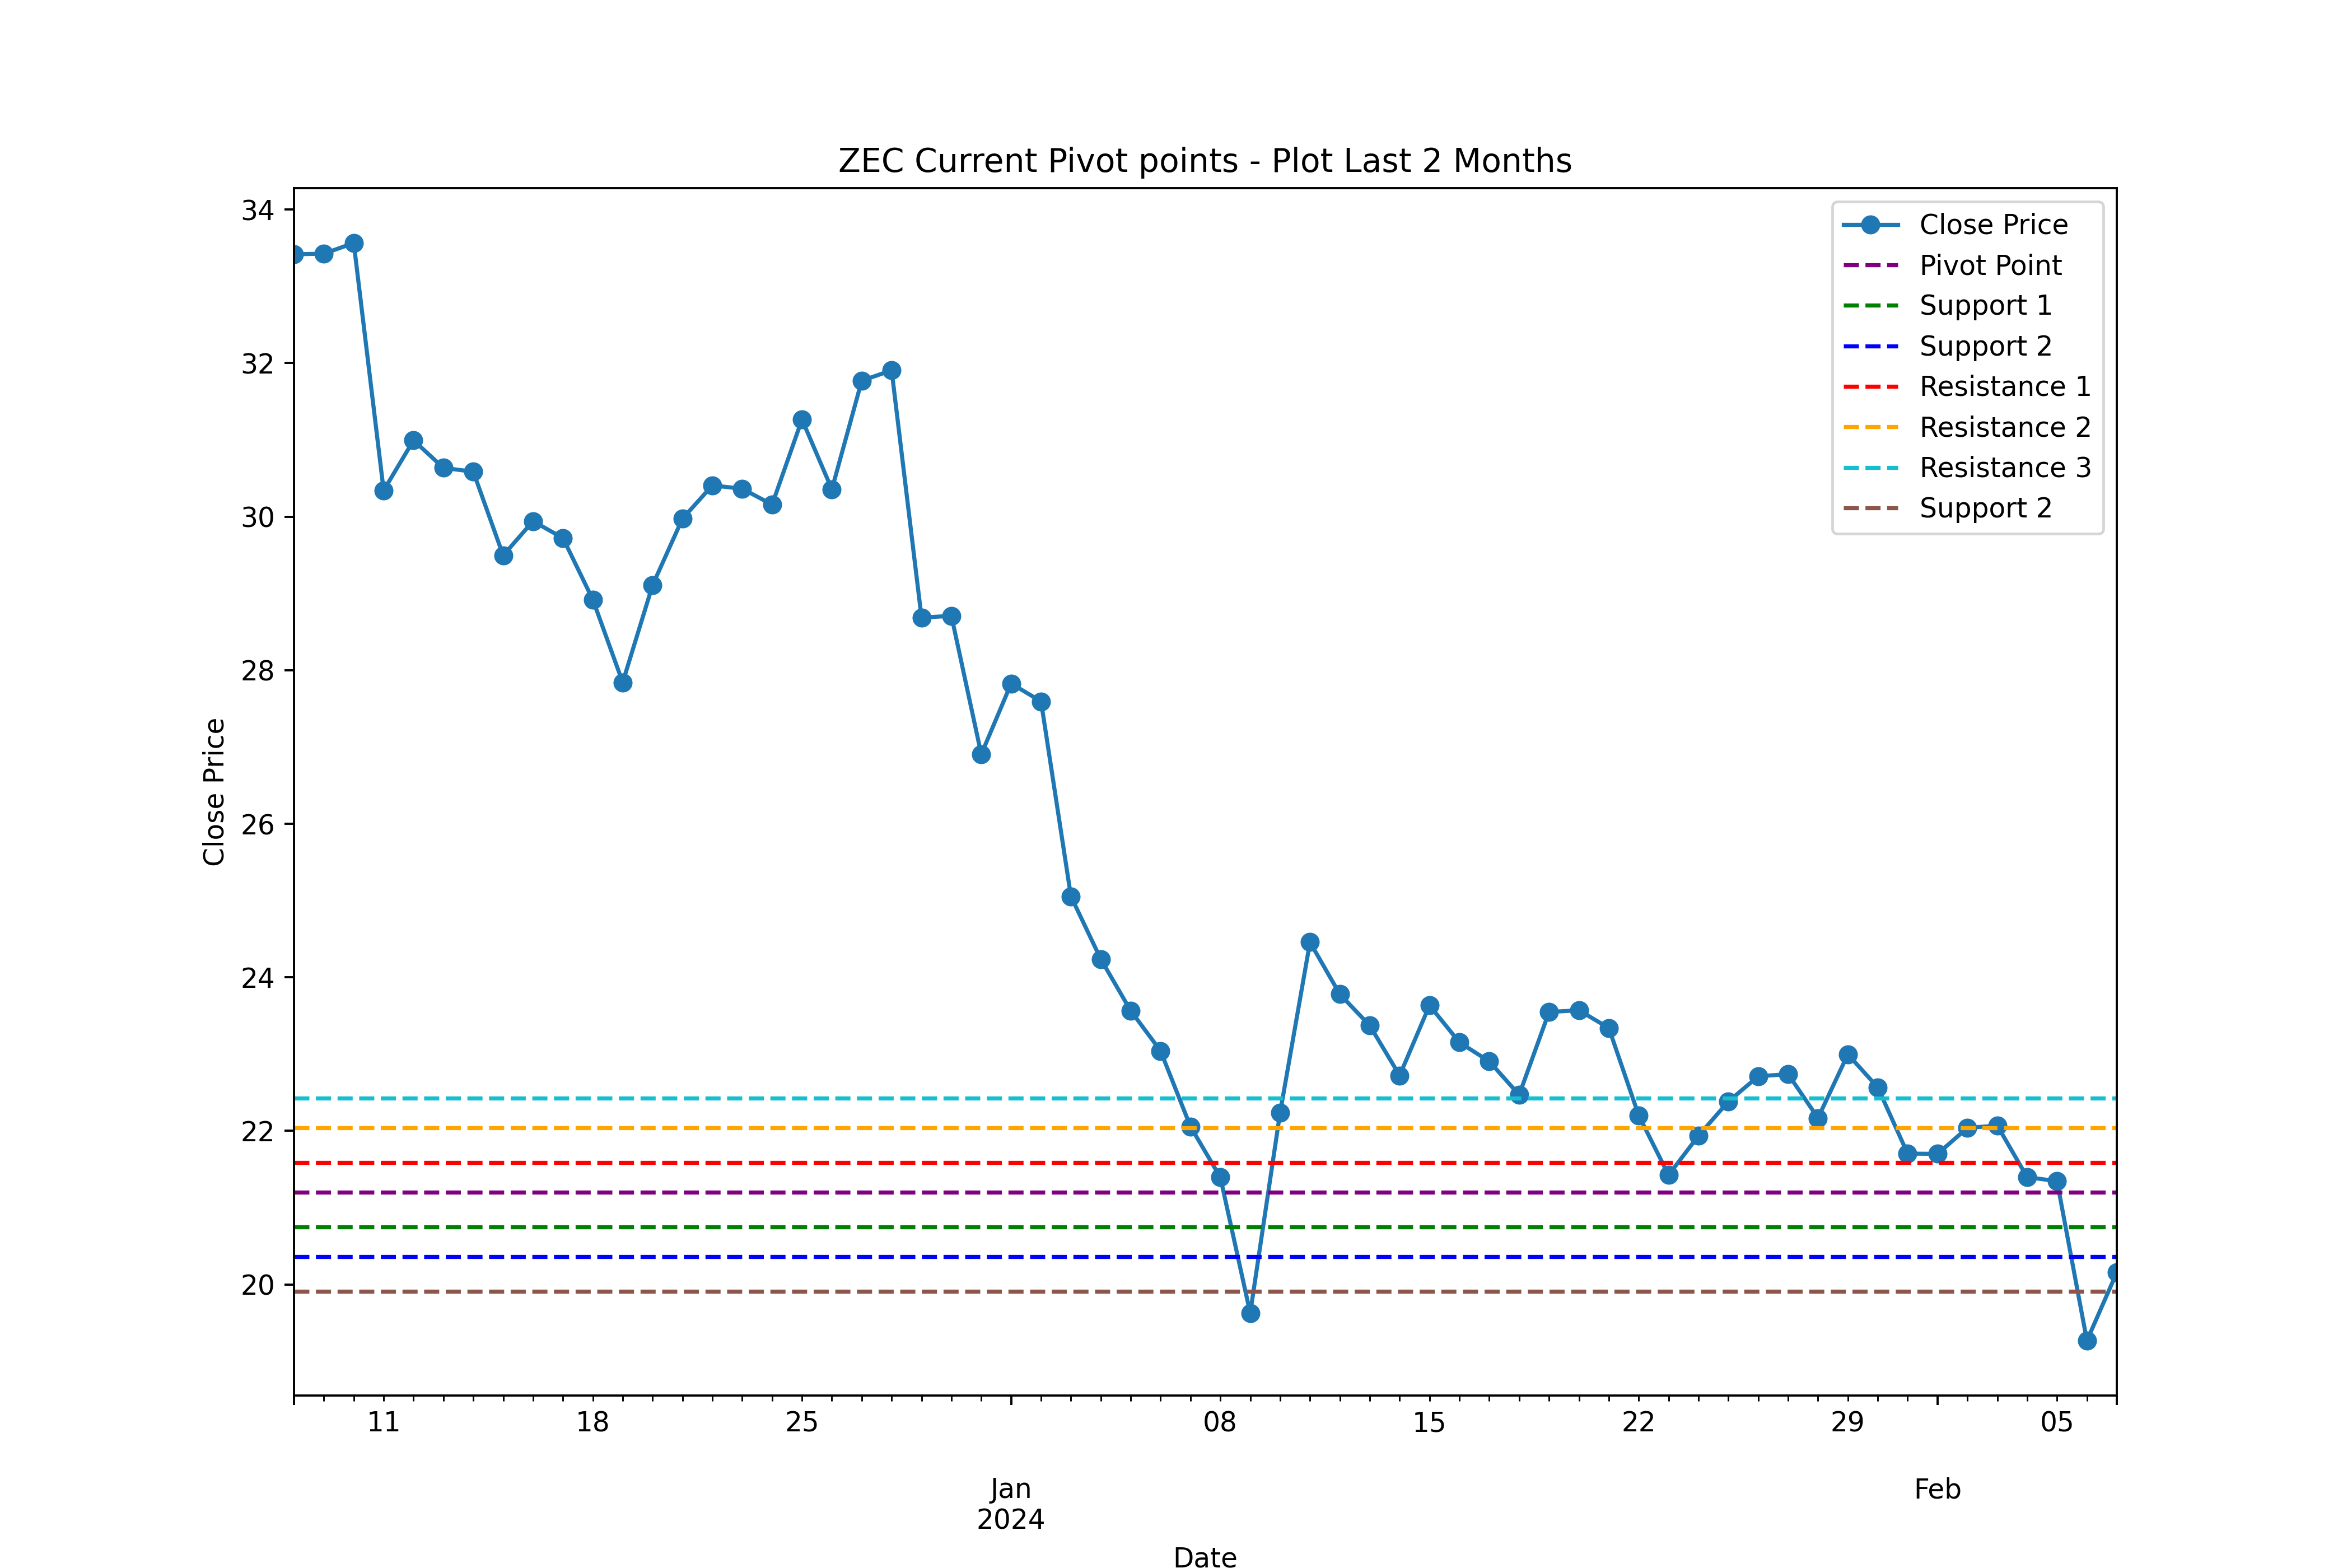 ZEC Current Pivot points - Plot Last 2 Months
34
32
30
28
26
24
22
20
Close Price
Close Price
Pivot Point
Support 1
Support 2
Resistance 1
Resistance 2
Resistance 3
Support 2
11
18
25
08
15
22
29
05
Jan
2024
Feb
Date